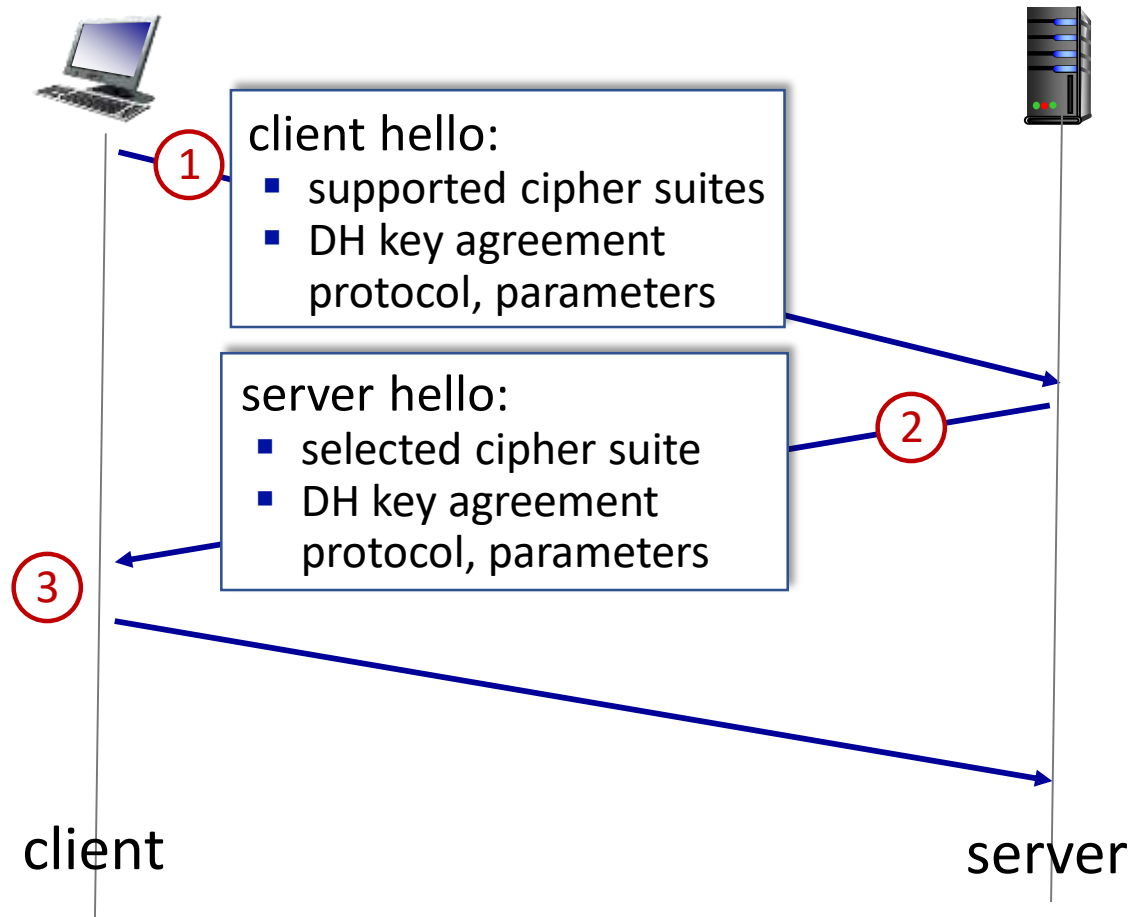 1
client hello:
▪ supported cipher suites
▪ DH key agreement
protocol, parameters
server hello:
▪ selected cipher suite
▪ DH key agreement
protocol, parameters
2
3
client
server